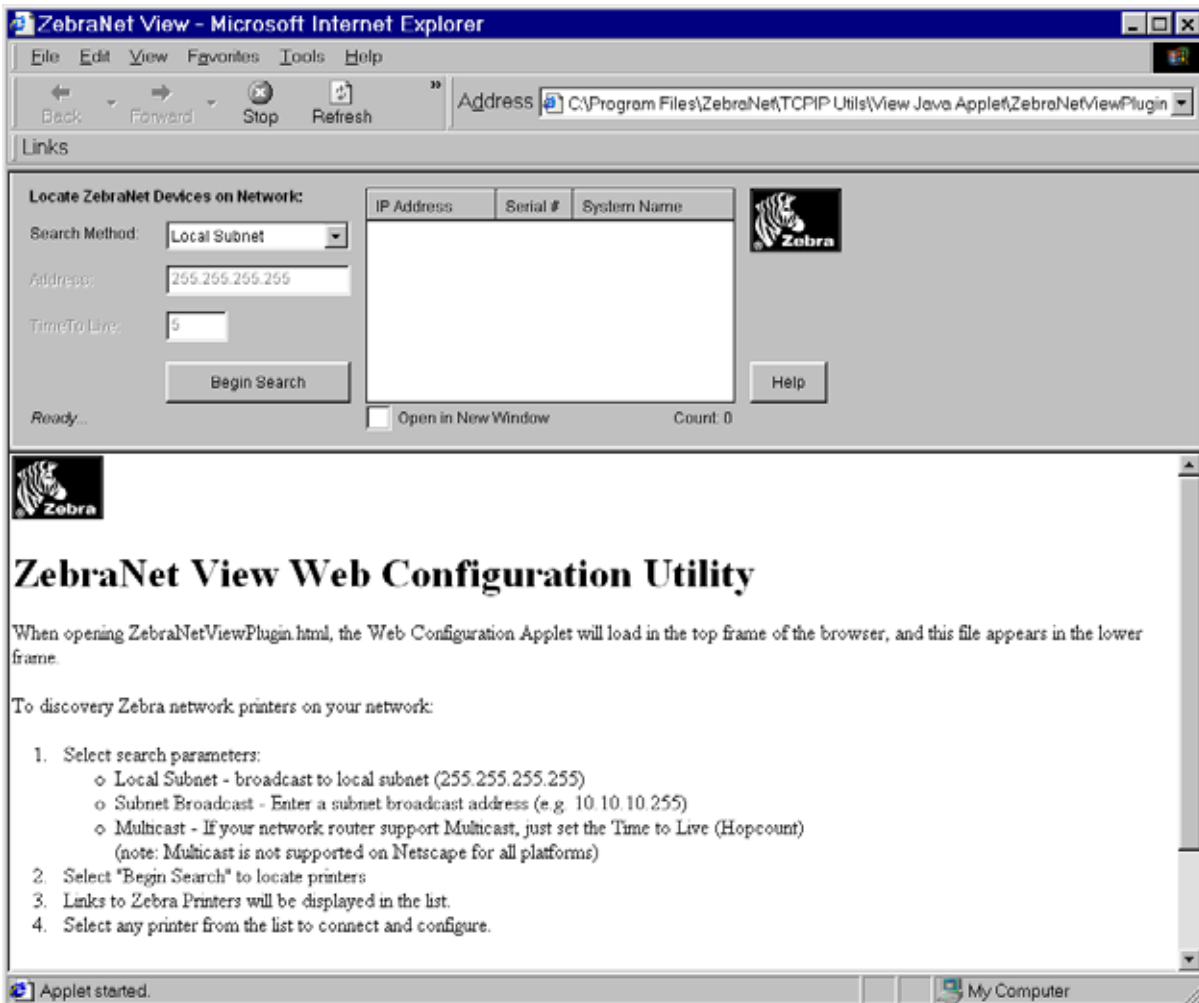 ZebraNet View - Microsoft Internet Explorer
File Edit View Favorites Tools Help
Back Forward Stop Refresh » Address C:\Program Files\ZebraNet\TCPIP Utils\View Java Applet\ZebraNetViewPlugin
Links
Locate ZebraNet Devices on Network:
IP Address Serial # System Name
Search Method: Local Subnet
Zebra
Address: 255.255.255.255
TimeTo Live: 5
Begin Search
Help
Ready...
Open in New Window Count: 0
Zebra
ZebraNet View Web Configuration Utility
When opening ZebraNetViewPlugin.html, the Web Configuration Applet will load in the top frame of the browser, and this file appears in the lower
frame.
To discovery Zebra network printers on your network:
1. Select search parameters:
o Local Subnet - broadcast to local subnet (255.255.255.255)
o Subnet Broadcast - Enter a subnet broadcast address (e.g. 10.10.10.255)
o Multicast - If your network router support Multicast, just set the Time to Live (Hopcount)
(note: Multicast is not supported on Netscape for all platforms)
2. Select "Begin Search" to locate printers
3. Links to Zebra Printers will be displayed in the list.
4. Select any printer from the list to connect and configure.
Applet started. My Computer